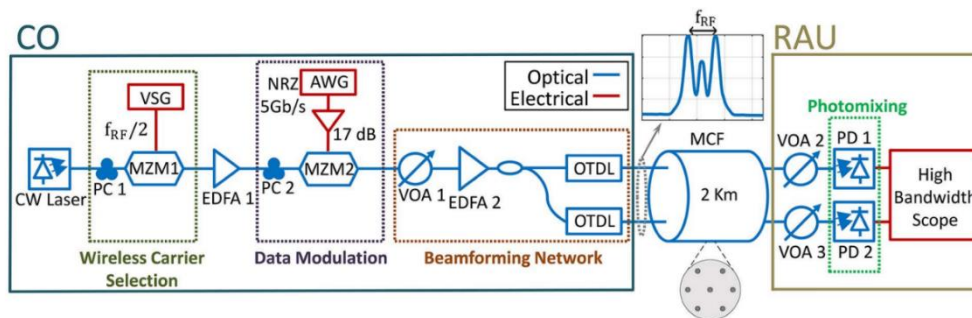 CO
RAU
f_RF
Optical
Electrical
NRZ
5Gb/s
AWG
VSG
17 dB
f_RF/2
MZM1
MZM2
CW Laser
PC 1
EDFA 1
PC 2
VOA 1
EDFA 2
OTDL
OTDL
MCF
2 Km
Photomixing
VOA 2
PD 1
VOA 3
PD 2
High
Bandwidth
Scope
Wireless Carrier
Selection
Data Modulation
Beamforming Network